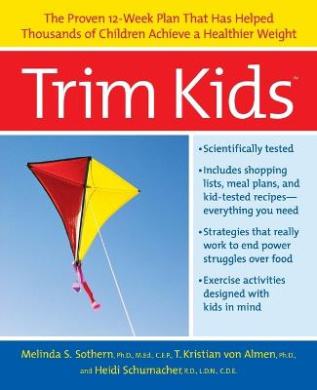 The Proven 12-Week Plan That Has Helped
Thousands of Children Achieve a Healthier Weight
Trim Kids™
•Scientifically tested
•Includes shopping
lists, meal plans, and
kid-tested recipes—
everything you need
•Strategies that really
work to end power
struggles over food
•Exercise activities
designed with
kids in mind
Melinda S. Sothern, Ph.D., M.Ed., C.E.P., T. Kristian von Almen, Ph.D.,
and Heidi Schumacher, R.D., L.D.N., C.D.E.